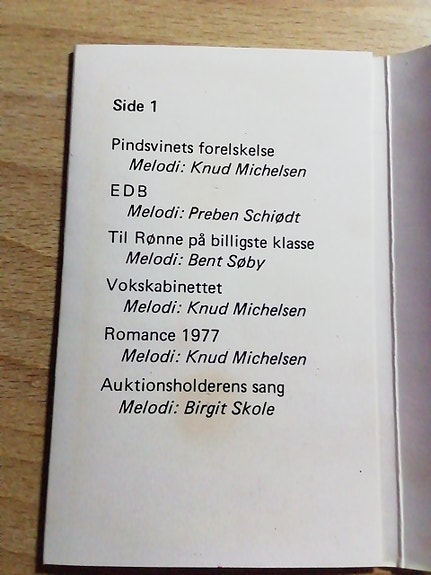 Side 1
Pindsvinets forelskelse
Melodi: Knud Michelsen
EDB
Melodi: Preben Schiødt
Til Rønne på billigste klasse
Melodi: Bent Søby
Vokskabinettet
Melodi: Knud Michelsen
Romance 1977
Melodi: Knud Michelsen
Auktionsholderens sang
Melodi: Birgit Skole